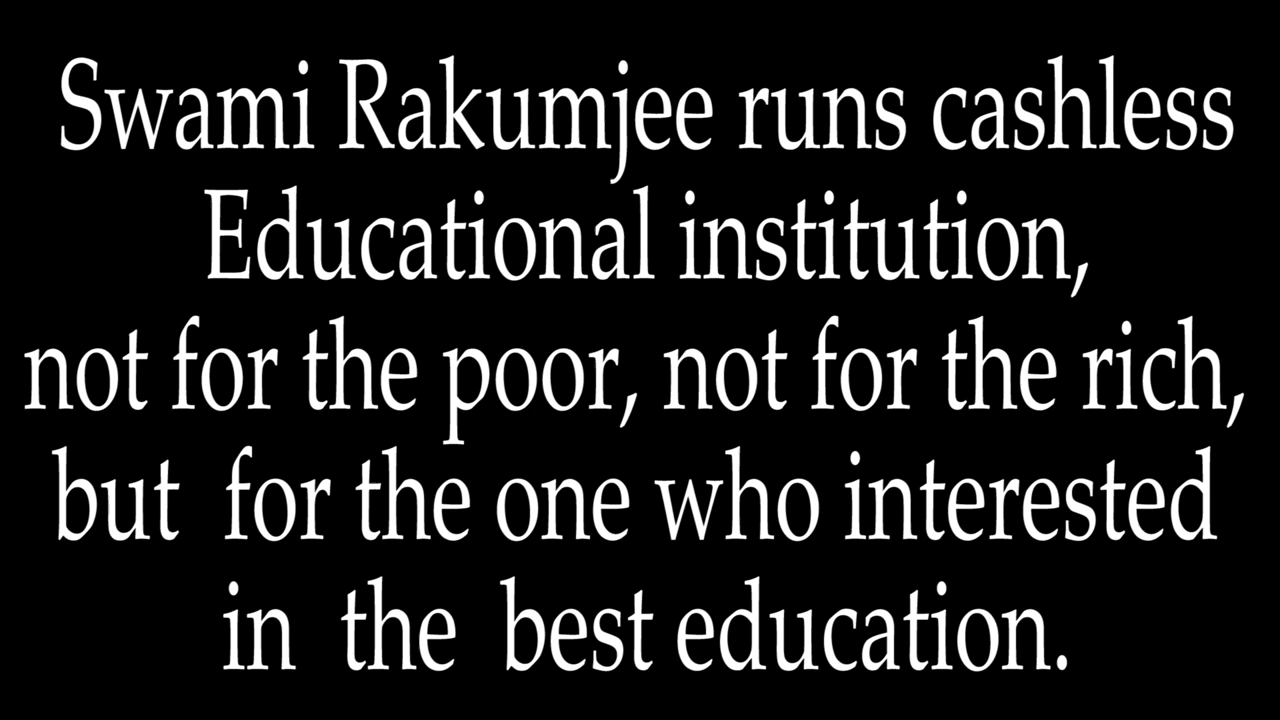 Swami Rakumjee runs cashless
Educational institution,
not for the poor, not for the rich,
but for the one who interested
in the best education.